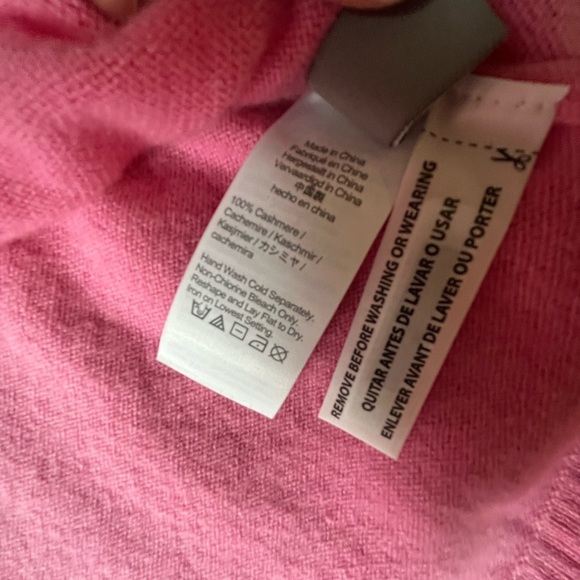 Made in China
Fabriqué en Chine
Hergestellt in China
Vervaardigd in China
中国製
hecho en china
100% Cashmere /
Cachemire / Kaschmir /
Kasjmier / カシミヤ /
cachemira
Hand Wash Cold Separately.
Non-Chlorine Bleach Only.
Reshape and Lay Flat to Dry.
Iron on Lowest Setting.
REMOVE BEFORE WASHING OR WEARING
QUITAR ANTES DE LAVAR O USAR
ENLEVER AVANT DE LAVER OU PORTER